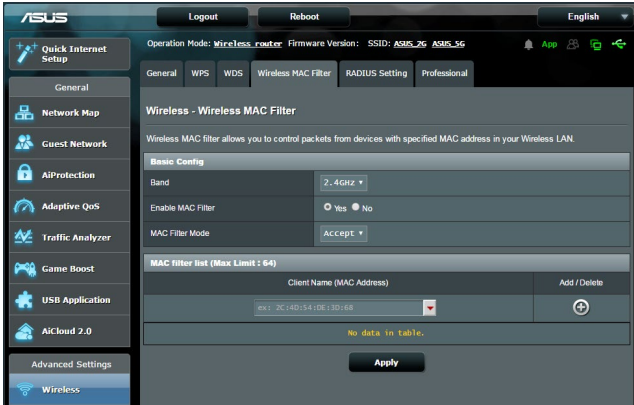 ASUS
Logout
Reboot
English
Quick Internet
Setup
Operation Mode: Wireless router Firmware Version: SSID: ASUS_2G ASUS_5G
App
General
WPS
WDS
Wireless MAC Filter
RADIUS Setting
Professional
General
Network Map
Guest Network
AiProtection
Adaptive QoS
Traffic Analyzer
Game Boost
USB Application
AiCloud 2.0
Advanced Settings
Wireless
Wireless - Wireless MAC Filter
Wireless MAC filter allows you to control packets from devices with specified MAC address in your Wireless LAN.
Basic Config
Band
2.4GHz
Enable MAC Filter
Yes No
MAC Filter Mode
Accept
MAC filter list (Max Limit : 64)
Client Name (MAC Address)
Add / Delete
ex: 2C:4D:54:DE:3D:68
No data in table.
Apply